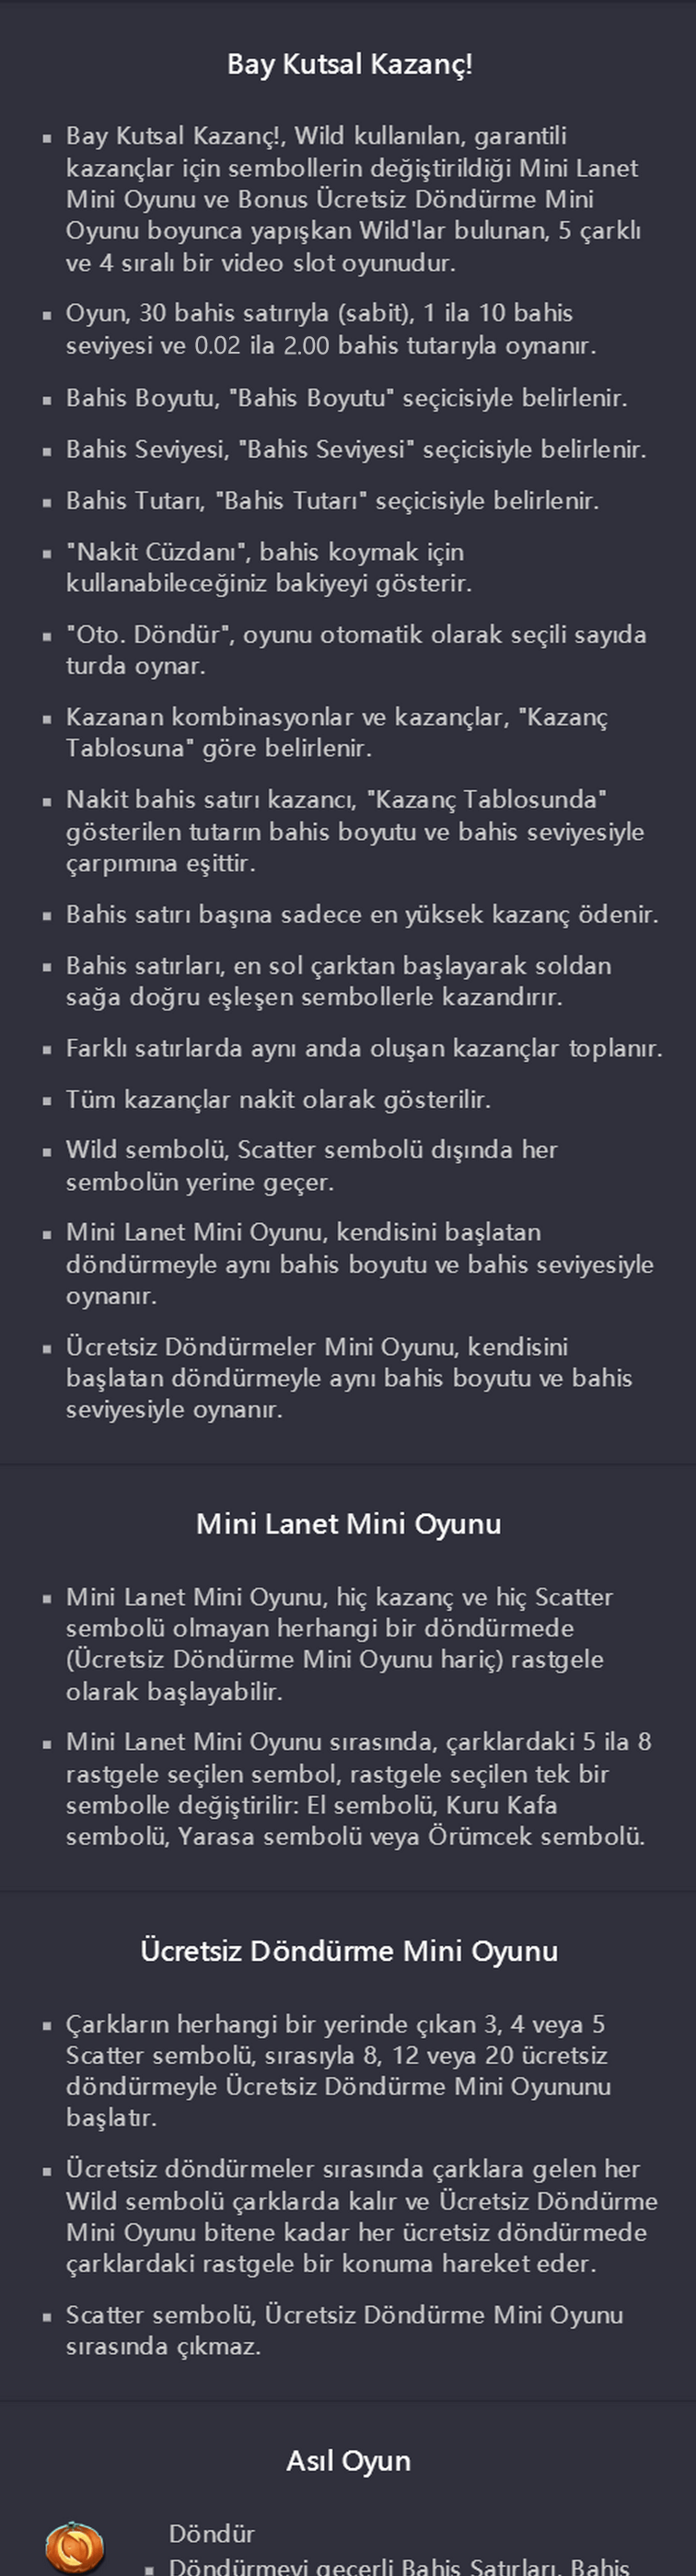 Bay Kutsal Kazanç!
▪ Bay Kutsal Kazanç!, Wild kullanılan, garantili
kazançlar için sembollerin değiştirildiği Mini Lanet
Mini Oyunu ve Bonus Ücretsiz Döndürme Mini
Oyunu boyunca yapışkan Wild'lar bulunan, 5 çarklı
ve 4 sıralı bir video slot oyunudur.
▪ Oyun, 30 bahis satırıyla (sabit), 1 ila 10 bahis
seviyesi ve 0.02 ila 2.00 bahis tutarıyla oynanır.
▪ Bahis Boyutu, "Bahis Boyutu" seçicisiyle belirlenir.
▪ Bahis Seviyesi, "Bahis Seviyesi" seçicisiyle belirlenir.
▪ Bahis Tutarı, "Bahis Tutarı" seçicisiyle belirlenir.
▪ "Nakit Cüzdanı", bahis koymak için
kullanabileceğiniz bakiyeyi gösterir.
▪ "Oto. Döndür", oyunu otomatik olarak seçili sayıda
turda oynar.
▪ Kazanan kombinasyonlar ve kazançlar, "Kazanç
Tablosuna" göre belirlenir.
▪ Nakit bahis satırı kazancı, "Kazanç Tablosunda"
gösterilen tutarın bahis boyutu ve bahis seviyesiyle
çarpımına eşittir.
▪ Bahis satırı başına sadece en yüksek kazanç ödenir.
▪ Bahis satırları, en sol çarktan başlayarak soldan
sağa doğru eşleşen sembollerle kazandırır.
▪ Farklı satırlarda aynı anda oluşan kazançlar toplanır.
▪ Tüm kazançlar nakit olarak gösterilir.
▪ Wild sembolü, Scatter sembolü dışında her
sembolün yerine geçer.
▪ Mini Lanet Mini Oyunu, kendisini başlatan
döndürmeyle aynı bahis boyutu ve bahis seviyesiyle
oynanır.
▪ Ücretsiz Döndürmeler Mini Oyunu, kendisini
başlatan döndürmeyle aynı bahis boyutu ve bahis
seviyesiyle oynanır.
Mini Lanet Mini Oyunu
▪ Mini Lanet Mini Oyunu, hiç kazanç ve hiç Scatter
sembolü olmayan herhangi bir döndürmede
(Ücretsiz Döndürme Mini Oyunu hariç) rastgele
olarak başlayabilir.
▪ Mini Lanet Mini Oyunu sırasında, çarklardaki 5 ila 8
rastgele seçilen sembol, rastgele seçilen tek bir
sembolle değiştirilir: El sembolü, Kuru Kafa
sembolü, Yarasa sembolü veya Örümcek sembolü.
Ücretsiz Döndürme Mini Oyunu
▪ Çarkların herhangi bir yerinde çıkan 3, 4 veya 5
Scatter sembolü, sırasıyla 8, 12 veya 20 ücretsiz
döndürmeyle Ücretsiz Döndürme Mini Oyununu
başlatır.
▪ Ücretsiz döndürmeler sırasında çarklara gelen her
Wild sembolü çarklarda kalır ve Ücretsiz Döndürme
Mini Oyunu bitene kadar her ücretsiz döndürmede
çarklardaki rastgele bir konuma hareket eder.
▪ Scatter sembolü, Ücretsiz Döndürme Mini Oyunu
sırasında çıkmaz.
Asıl Oyun
Döndür
▪ Döndürmeyi geçerli Bahis Satırları, Bahis